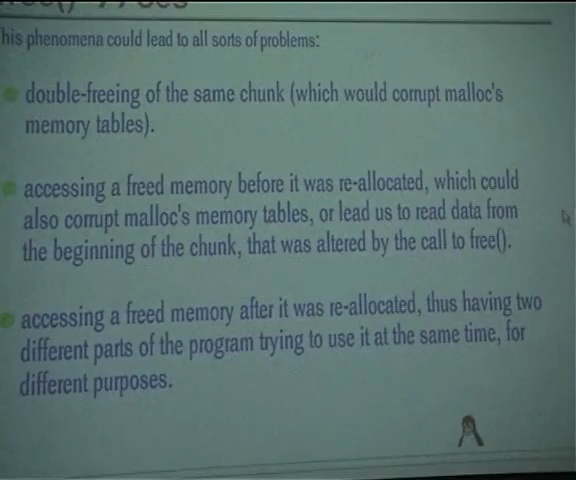 his phenomena could lead to all sorts of problems:
double-freeing of the same chunk (which would corrupt malloc's
memory tables).
accessing a freed memory before it was re-allocated, which could
also corrupt malloc's memory tables, or lead us to read data from
the beginning of the chunk, that was altered by the call to free().
accessing a freed memory after it was re-allocated, thus having two
different parts of the program trying to use it at the same time, for
different purposes.